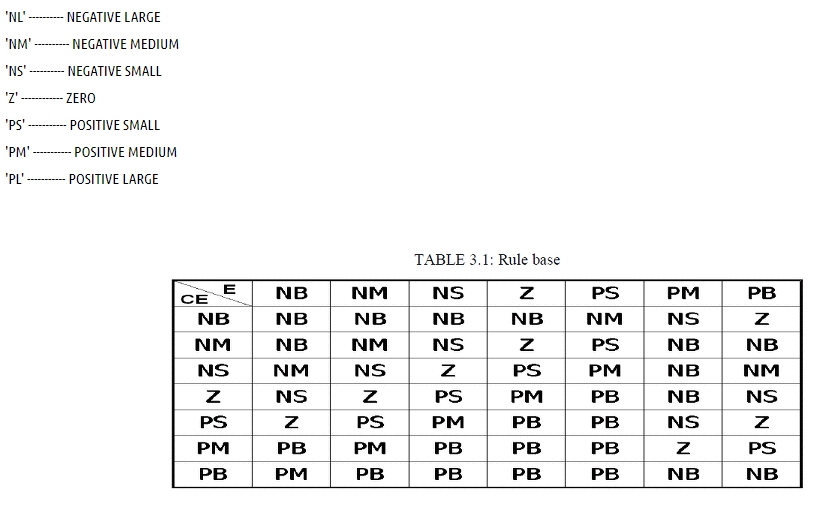 'NL' ---------- NEGATIVE LARGE
'NM' ---------- NEGATIVE MEDIUM
'NS' ---------- NEGATIVE SMALL
'Z' ------------ ZERO
'PS' ----------- POSITIVE SMALL
'PM' ----------- POSITIVE MEDIUM
'PL' ----------- POSITIVE LARGE
TABLE 3.1: Rule base
CE E NB NM NS Z PS PM PB
NB NB NB NB NB NM NS Z
NM NB NM NS Z PS NB NB
NS NM NS Z PS PM NB NM
Z NS Z PS PM PB NB NS
PS Z PS PM PB PB NS Z
PM PB PM PB PB PB Z PS
PB PM PB PB PB PB NB NB